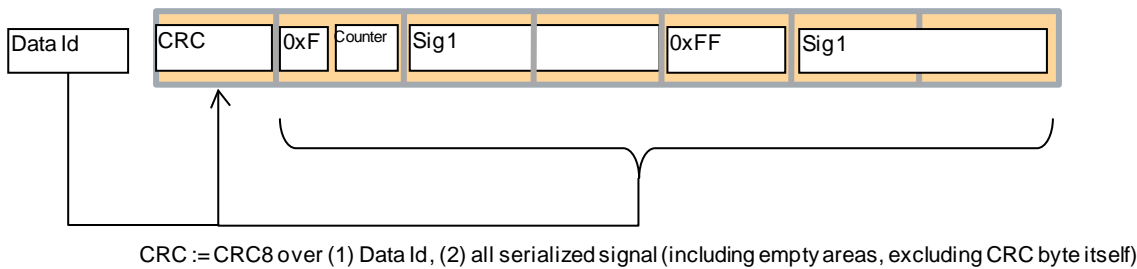 Data Id
CRC
0xF
Counter
Sig1
0xFF
Sig1
CRC := CRC8 over (1) Data Id, (2) all serialized signal (including empty areas, excluding CRC byte itself)